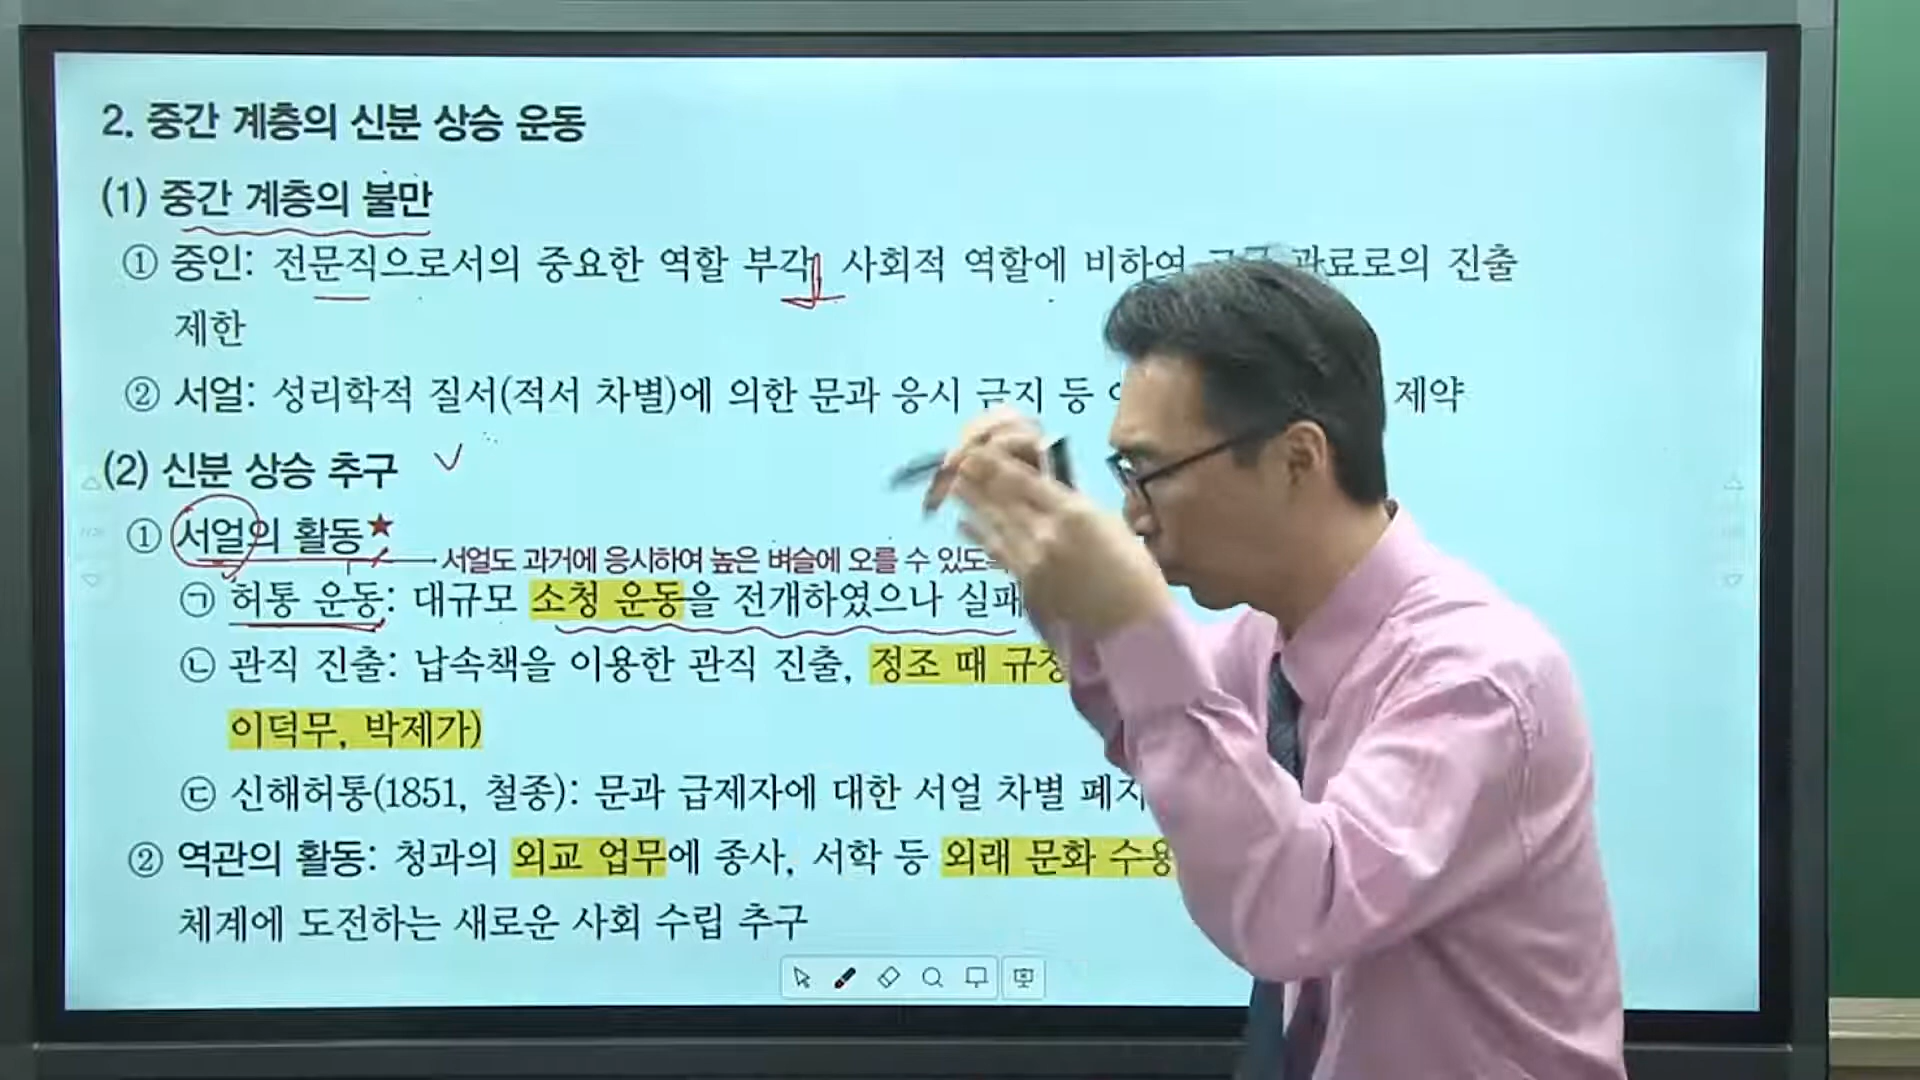 2. 중간 계층의 신분 상승 운동
(1) 중간 계층의 불만
① 중인: 전문직으로서의 중요한 역할 부각, 사회적 역할에 비하여 관료로의 진출
제한
② 서얼: 성리학적 질서(적서 차별)에 의한 문과 응시 금지 등 제약
(2) 신분 상승 추구
① 서얼의 활동★
서얼도 과거에 응시하여 높은 벼슬에 오를 수
㉠ 허통 운동: 대규모 소청 운동을 전개하였으나 실패
㉡ 관직 진출: 납속책을 이용한 관직 진출, 정조 때
이덕무, 박제가)
㉢ 신해허통(1851, 철종): 문과 급제자에 대한 서얼 차별 폐지
② 역관의 활동: 청과의 외교 업무에 종사, 서학 등 외래 문화 수용
체계에 도전하는 새로운 사회 수립 추구